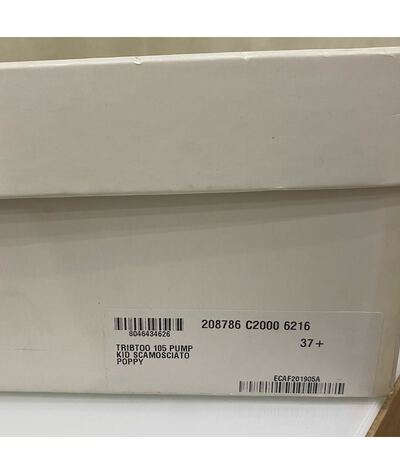 208786 C2000 6216
8046434626
37+
TRIBTOO 105 PUMP
KID SCAMOSCIATO
POPPY
ECAF201905A